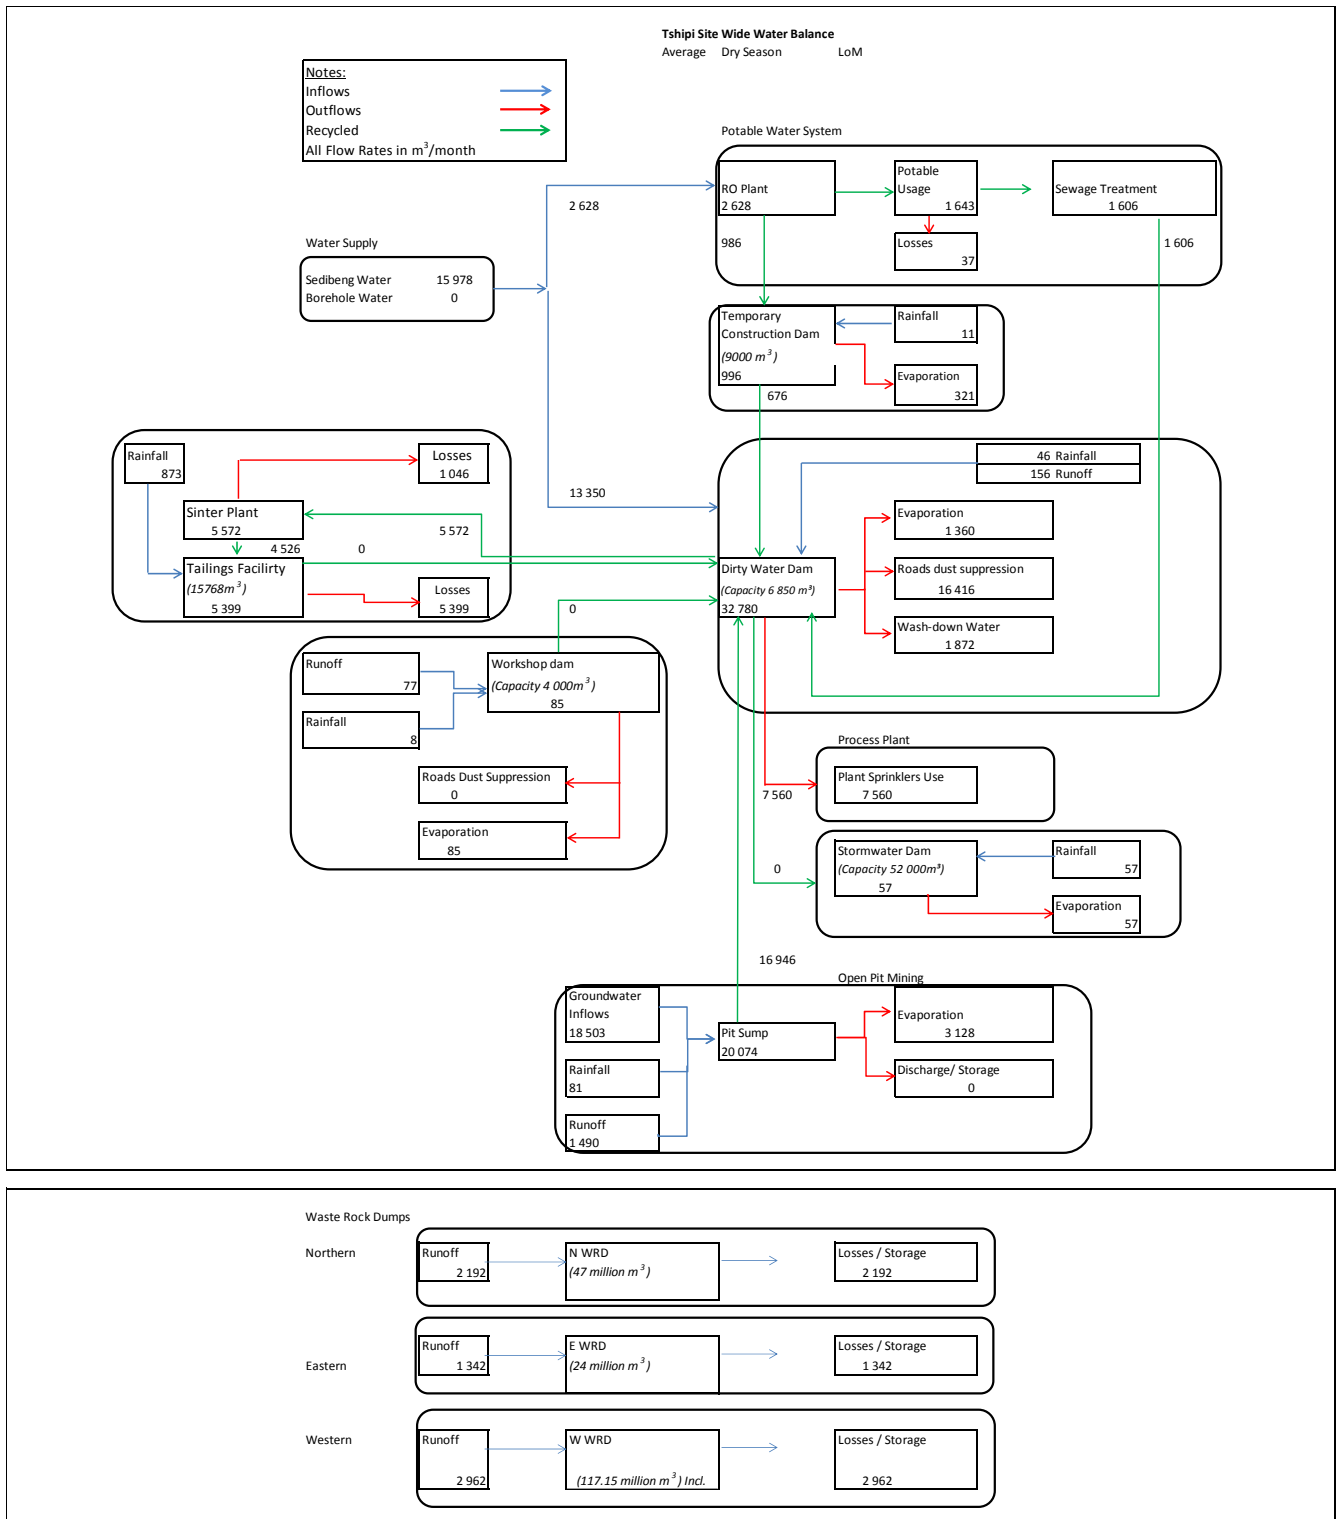 Tshipi Site Wide Water Balance
Average Dry Season LoM
Notes:
Inflows
Outflows
Recycled
All Flow Rates in m³/month
Potable Water System
RO Plant
2 628
Potable
Usage
1 643
Sewage Treatment
1 606
2 628
986
Losses
37
1 606
Water Supply
Sedibeng Water 15 978
Borehole Water 0
Temporary
Construction Dam
(9000 m³)
996
Rainfall
11
Evaporation
321
676
Rainfall
873
Losses
1 046
Sinter Plant
5 572
4 526
0
5 572
13 350
Tailings Facilirty
(15768m³)
5 399
Losses
5 399
46 Rainfall
156 Runoff
Evaporation
1 360
Dirty Water Dam
(Capacity 6 850 m³)
32 780
Roads dust suppression
16 416
Wash-down Water
1 872
0
Runoff
77
Rainfall
8
Workshop dam
(Capacity 4 000m³)
85
Roads Dust Suppression
0
Evaporation
85
Process Plant
Plant Sprinklers Use
7 560
7 560
Stormwater Dam
(Capacity 52 000m³)
57
Rainfall
57
Evaporation
57
0
16 946
Open Pit Mining
Groundwater
Inflows
18 503
Rainfall
81
Runoff
1 490
Pit Sump
20 074
Evaporation
3 128
Discharge/ Storage
0
Waste Rock Dumps
Northern
Runoff
2 192
N WRD
(47 million m³)
Losses / Storage
2 192
Eastern
Runoff
1 342
E WRD
(24 million m³)
Losses / Storage
1 342
Western
Runoff
2 962
W WRD
(117.15 million m³) Incl.
Losses / Storage
2 962